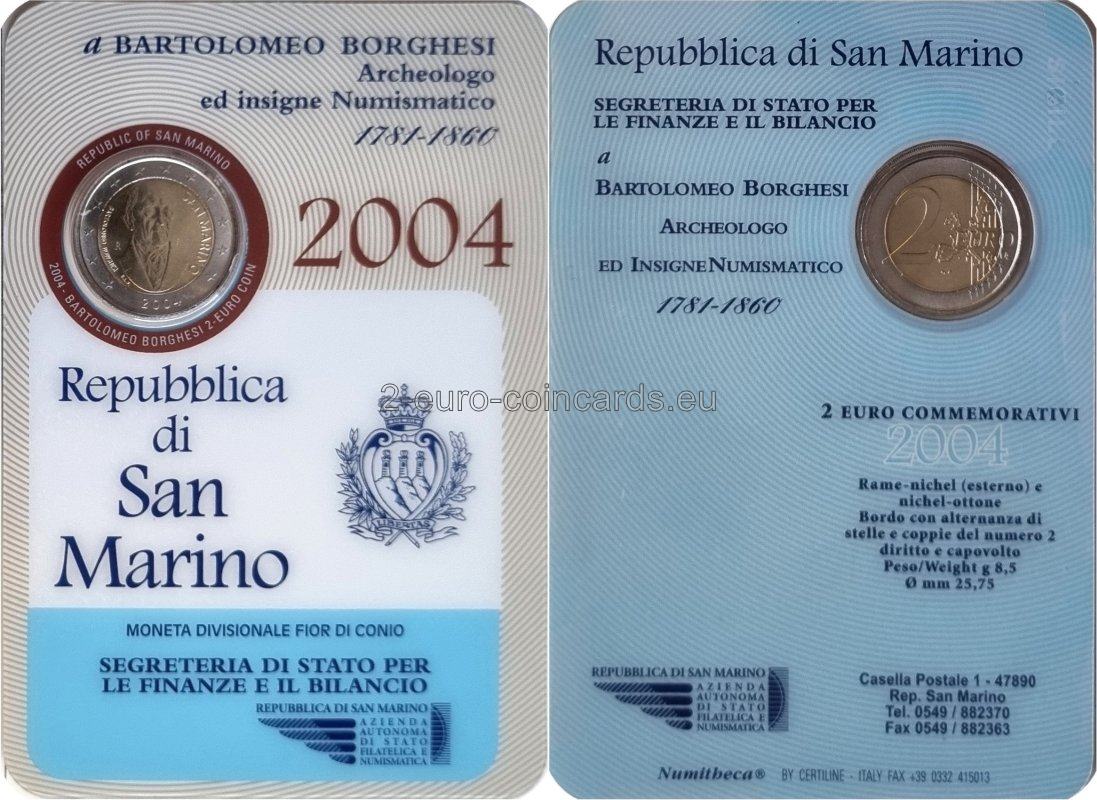 a BARTOLOMEO BORGHESI
Archeologo
ed insigne Numismatico
1781-1860
REPUBLIC OF SAN MARINO
SAN MARINO
2004
2004 - BARTOLOMEO BORGHESI 2-EURO COIN
2004
Repubblica
di
San
Marino
LIBERTAS
MONETA DIVISIONALE FIOR DI CONIO
SEGRETERIA DI STATO PER
LE FINANZE E IL BILANCIO
REPUBBLICA DI SAN MARINO
AZIENDA
AUTONOMA
DI STATO
FILATELICA E
NUMISMATICA
2-euro-coincards.eu
Repubblica di San Marino
SEGRETERIA DI STATO PER
LE FINANZE E IL BILANCIO
a
BARTOLOMEO BORGHESI
ARCHEOLOGO
ED INSIGNE NUMISMATICO
1781-1860
2 EURO
2 EURO COMMEMORATIVI
2004
Rame-nichel (esterno) e
nichel-ottone
Bordo con alternanza di
stelle e coppie del numero 2
diritto e capovolto
Peso/Weight g 8,5
Ø mm 25,75
REPUBBLICA DI SAN MARINO
AZIENDA
AUTONOMA
DI STATO
FILATELICA E
NUMISMATICA
Casella Postale 1 - 47890
Rep. San Marino
Tel. 0549 / 882370
Fax 0549 / 882363
Numitheca® BY CERTILINE - ITALY FAX +39 0332 415013